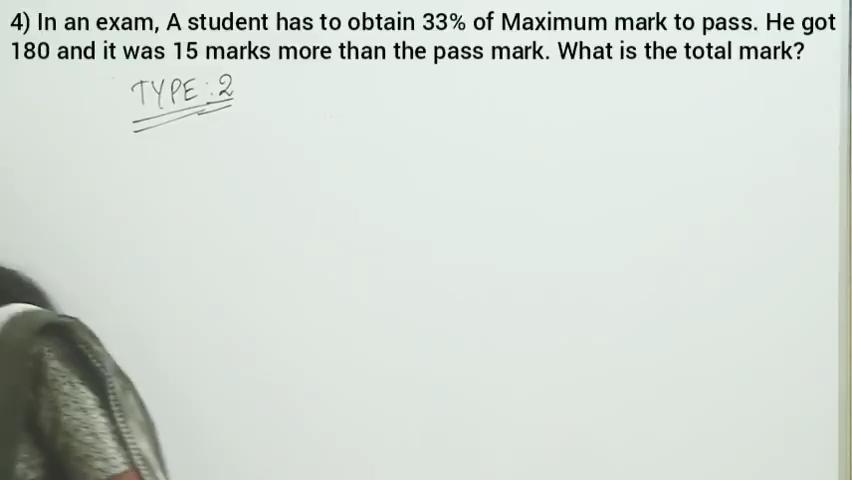 4) In an exam, A student has to obtain 33% of Maximum mark to pass. He got
180 and it was 15 marks more than the pass mark. What is the total mark?
TYPE : 2